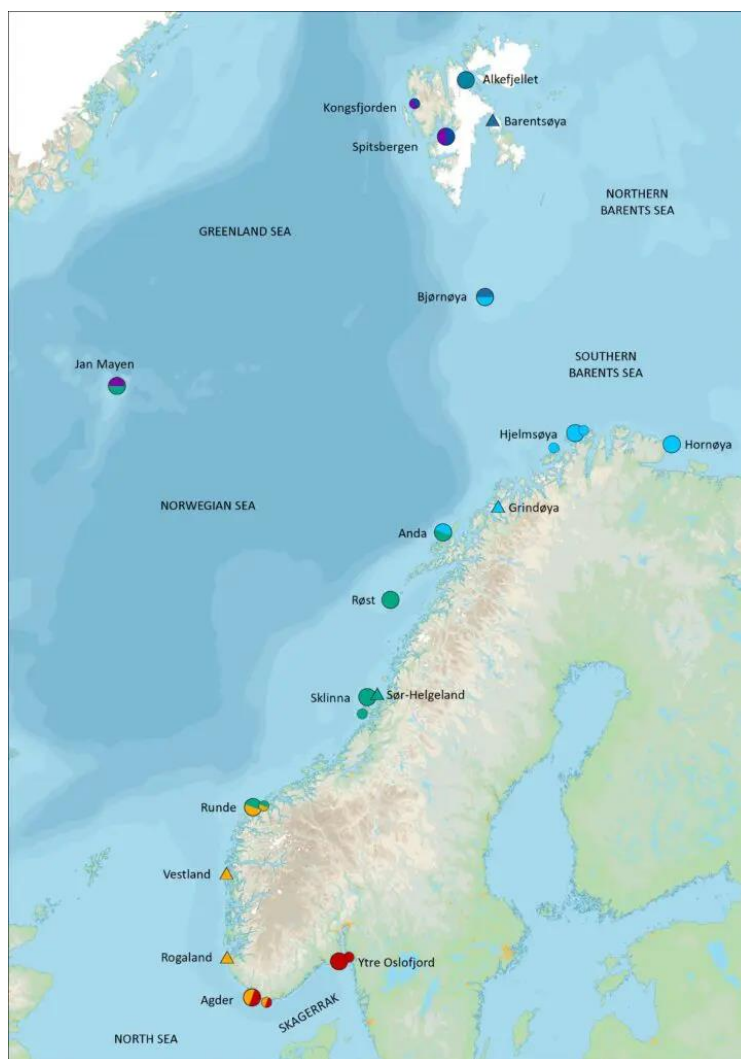 Alkefjellet
Kongsfjorden
Barentsøya
Spitsbergen
NORTHERN
BARENTS SEA
GREENLAND SEA
Bjørnøya
Jan Mayen
SOUTHERN
BARENTS SEA
Hjelmsøya
Hornøya
NORWEGIAN SEA
Grindøya
Anda
Røst
Sklinna
Sør-Helgeland
Runde
Vestland
Rogaland
Ytre Oslofjord
Agder
SKAGERRAK
NORTH SEA